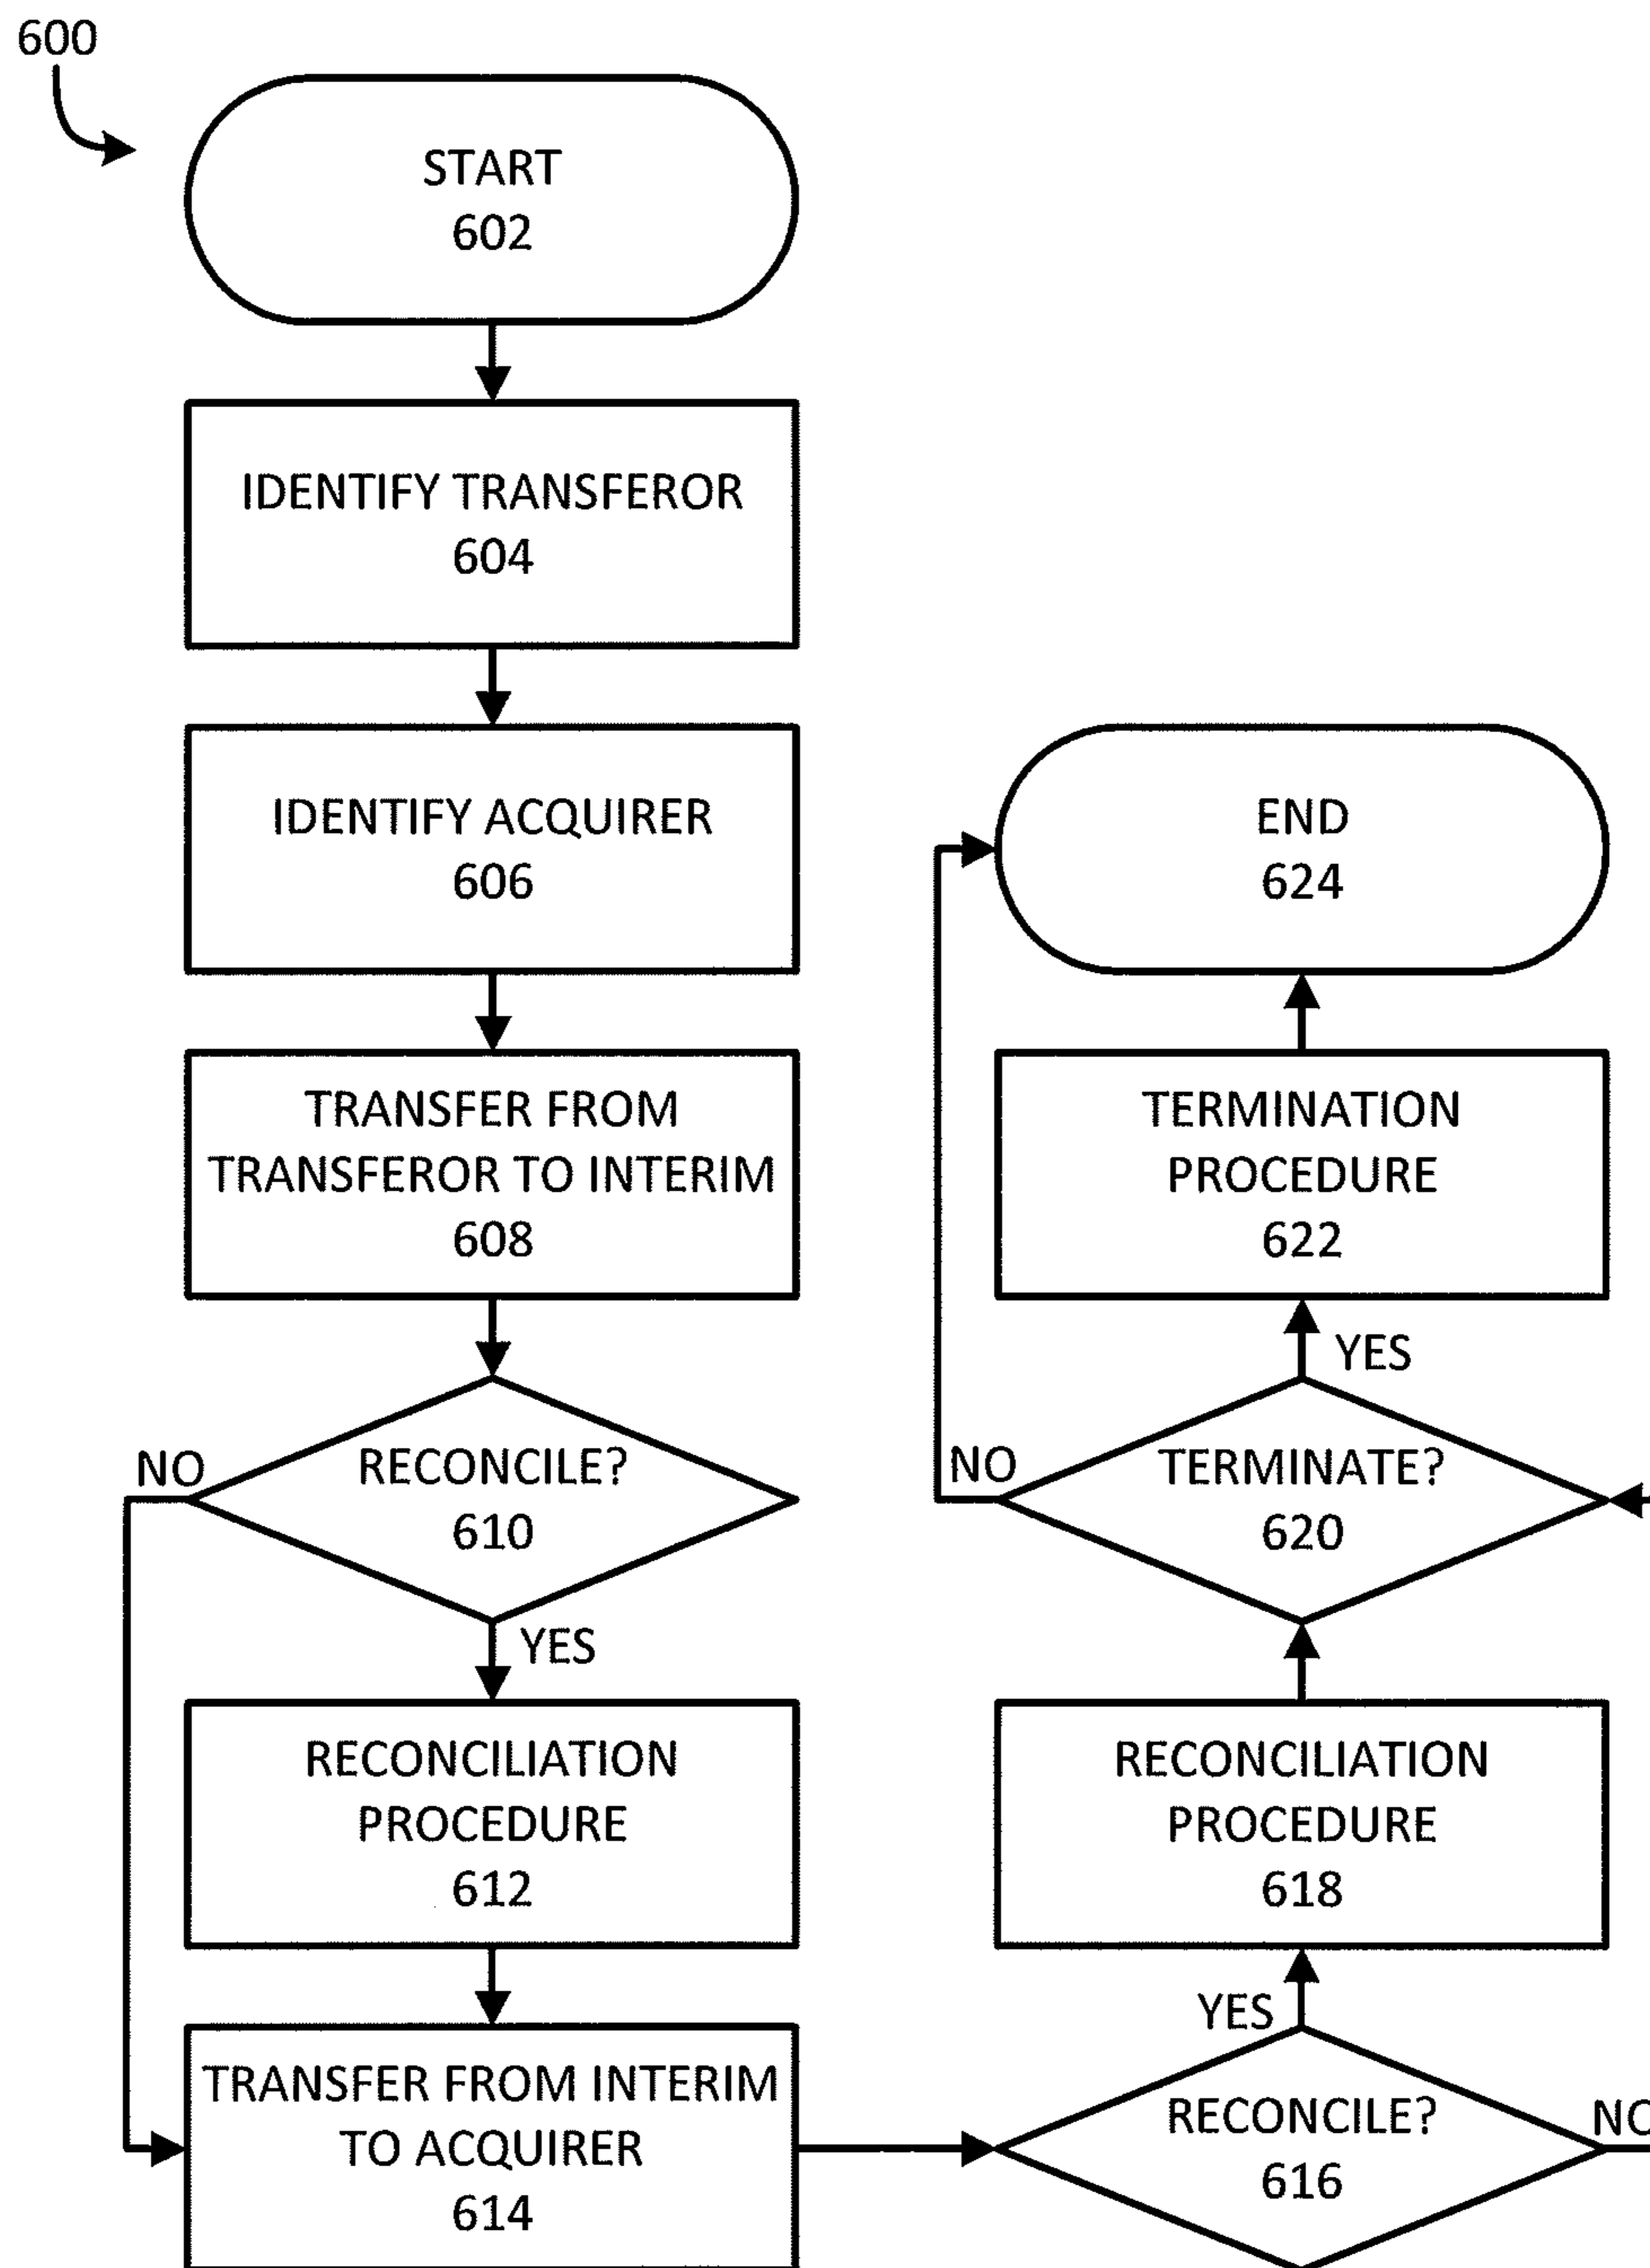 600
START
602
IDENTIFY TRANSFEROR
604
IDENTIFY ACQUIRER
606
TRANSFER FROM
TRANSFEROR TO INTERIM
608
RECONCILE?
610
NO
YES
RECONCILIATION
PROCEDURE
612
TRANSFER FROM INTERIM
TO ACQUIRER
614
END
624
TERMINATION
PROCEDURE
622
YES
TERMINATE?
620
NO
RECONCILIATION
PROCEDURE
618
YES
RECONCILE?
616
NO